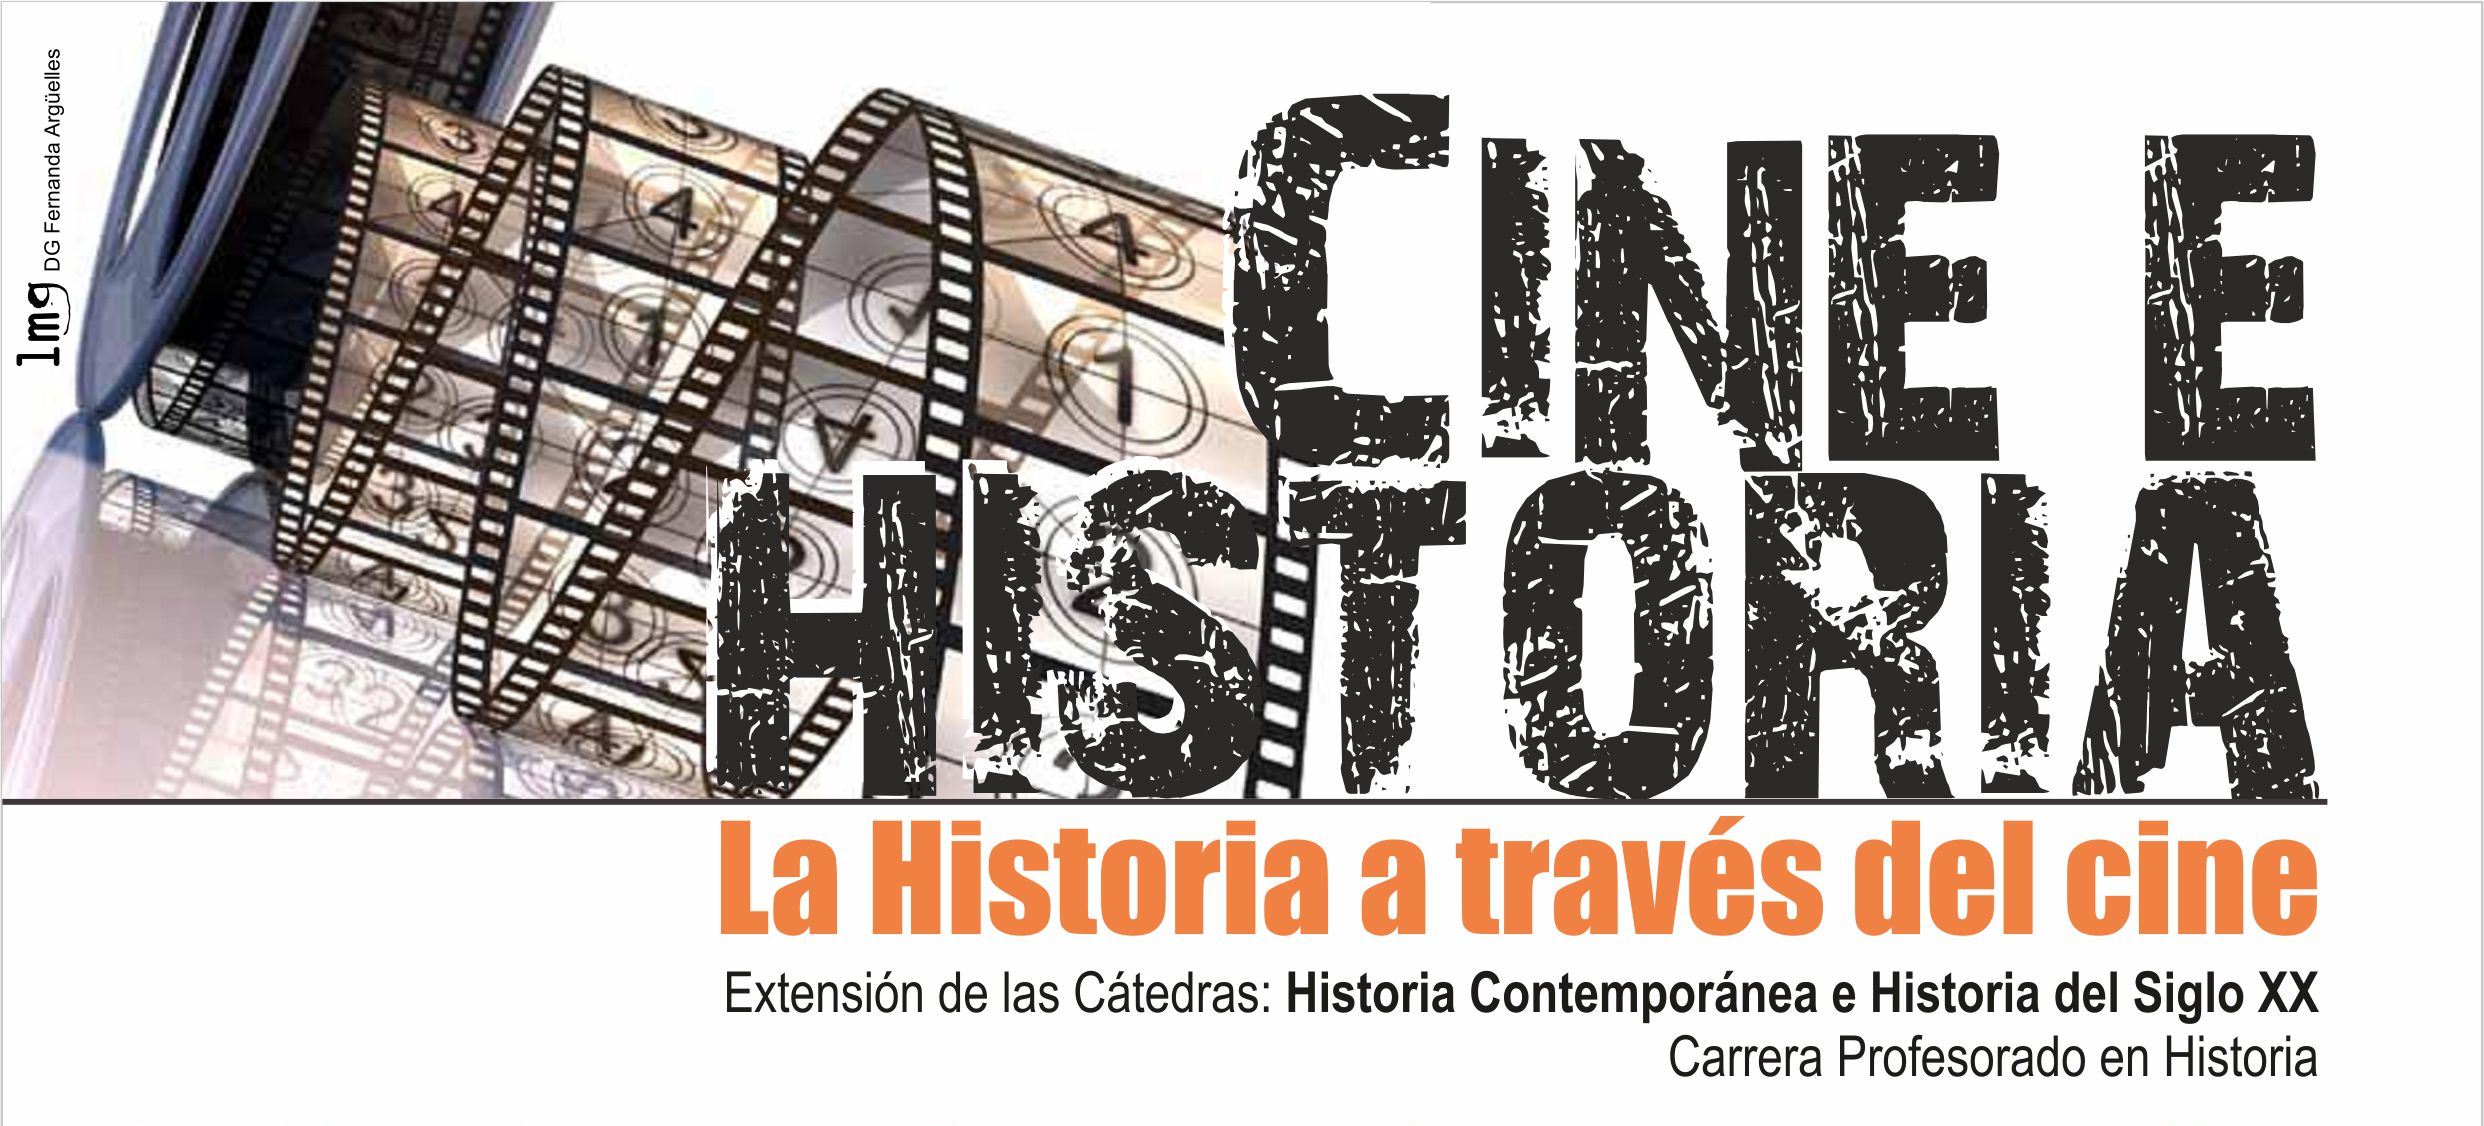 lmg DG Fernanda Argüelles
CINE E
HISTORIA
La Historia a través del cine
Extensión de las Cátedras: Historia Contemporánea e Historia del Siglo XX
Carrera Profesorado en Historia